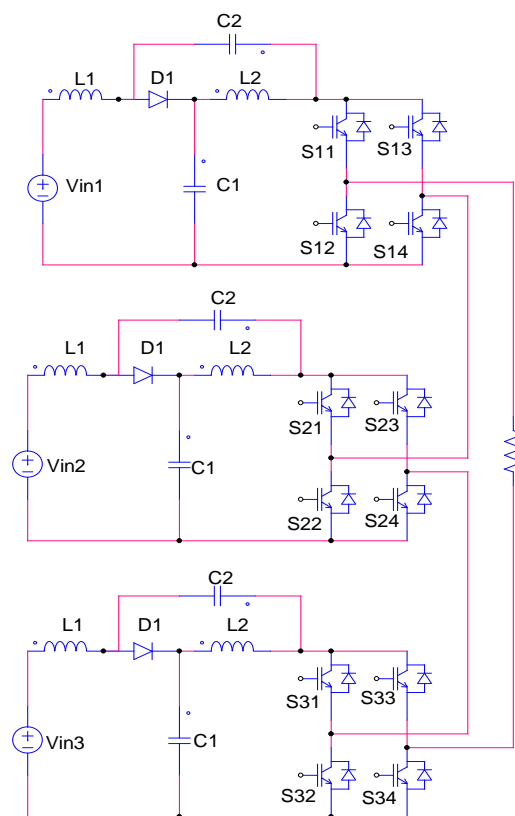 C2
L1 D1 L2
S11 S13
Vin1 C1
S12 S14
C2
L1 D1 L2
S21 S23
Vin2 C1
S22 S24
C2
L1 D1 L2
S31 S33
Vin3 C1
S32 S34